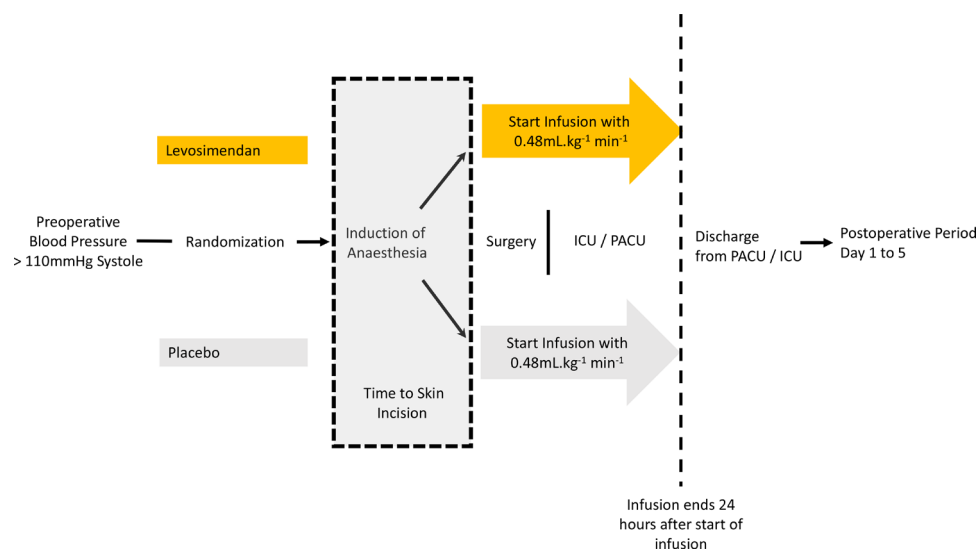 Levosimendan
Start Infusion with
0.48mL.kg⁻¹ min⁻¹
Preoperative
Blood Pressure
> 110mmHg Systole
Randomization
Induction of
Anaesthesia
Surgery
ICU / PACU
Discharge
from PACU / ICU
Postoperative Period
Day 1 to 5
Placebo
Start Infusion with
0.48mL.kg⁻¹ min⁻¹
Time to Skin
Incision
Infusion ends 24
hours after start of
infusion